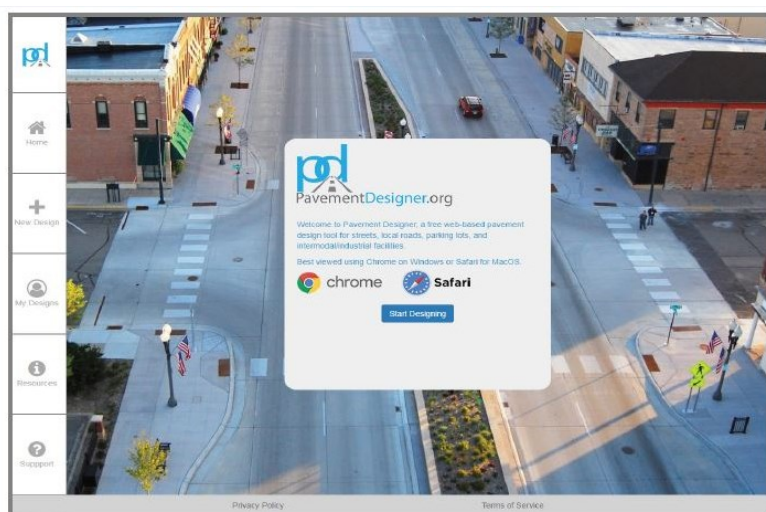 pd
Home
New Design
My Designs
Resources
Suppport
pd
PavementDesigner.org
Welcome to Pavement Designer, a free web-based pavement
design tool for streets, local roads, parking lots, and
intermodal/industrial facilities.
Best viewed using Chrome on Windows or Safari for MacOS.
chrome
Safari
Start Designing
Privacy Policy
Terms of Service